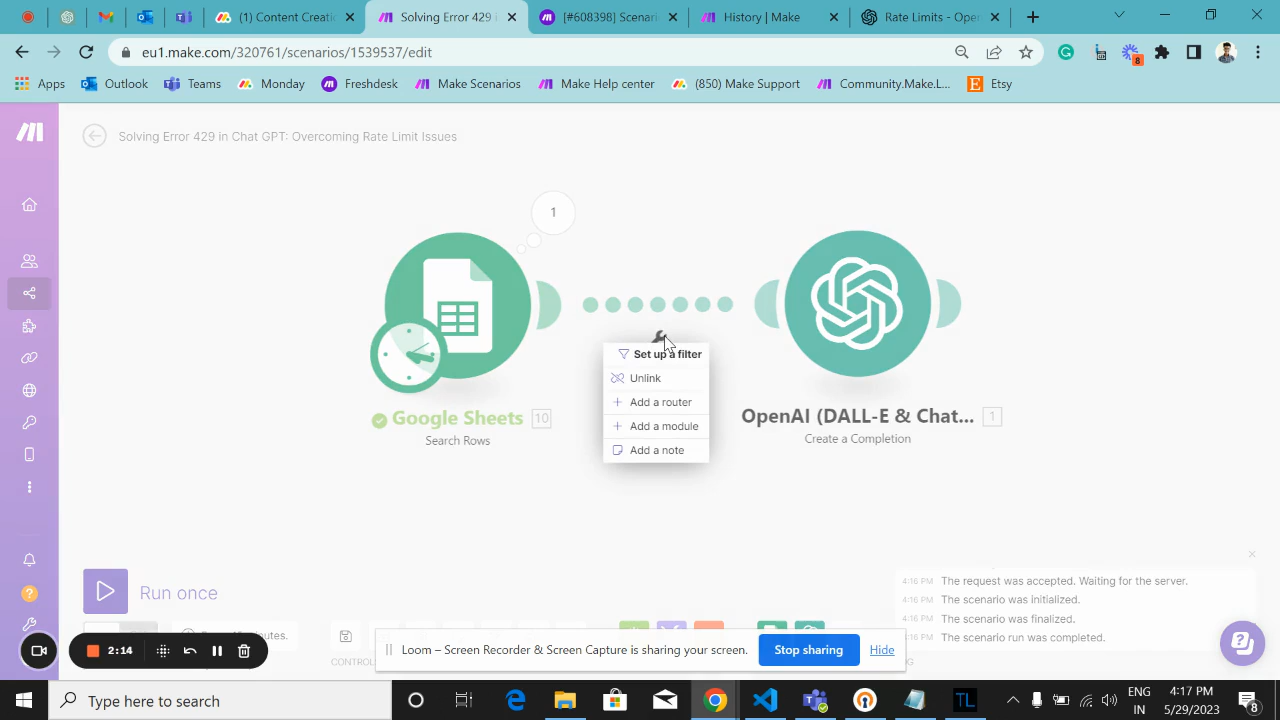 (1) Content Creatio
Solving Error 429 i
[#608398] Scenari
History | Make
Rate Limits - Open
eu1.make.com/320761/scenarios/1539537/edit
8
Apps
Outlook
Teams
Monday
Freshdesk
Make Scenarios
Make Help center
(850) Make Support
Community.Make.L...
Etsy
Solving Error 429 in Chat GPT: Overcoming Rate Limit Issues
1
Set up a filter
Unlink
Add a router
Add a module
Add a note
Google Sheets 10
Search Rows
OpenAI (DALL-E & Chat... 1
Create a Completion
Run once
4:16 PM The request was accepted. Waiting for the server.
4:16 PM The scenario was initialized.
4:16 PM The scenario was finalized.
4:16 PM The scenario run was completed.
minutes.
CONTROL
2:14
Loom – Screen Recorder & Screen Capture is sharing your screen.
Stop sharing
Hide
Type here to search
TL
ENG
IN
4:17 PM
5/29/2023
8